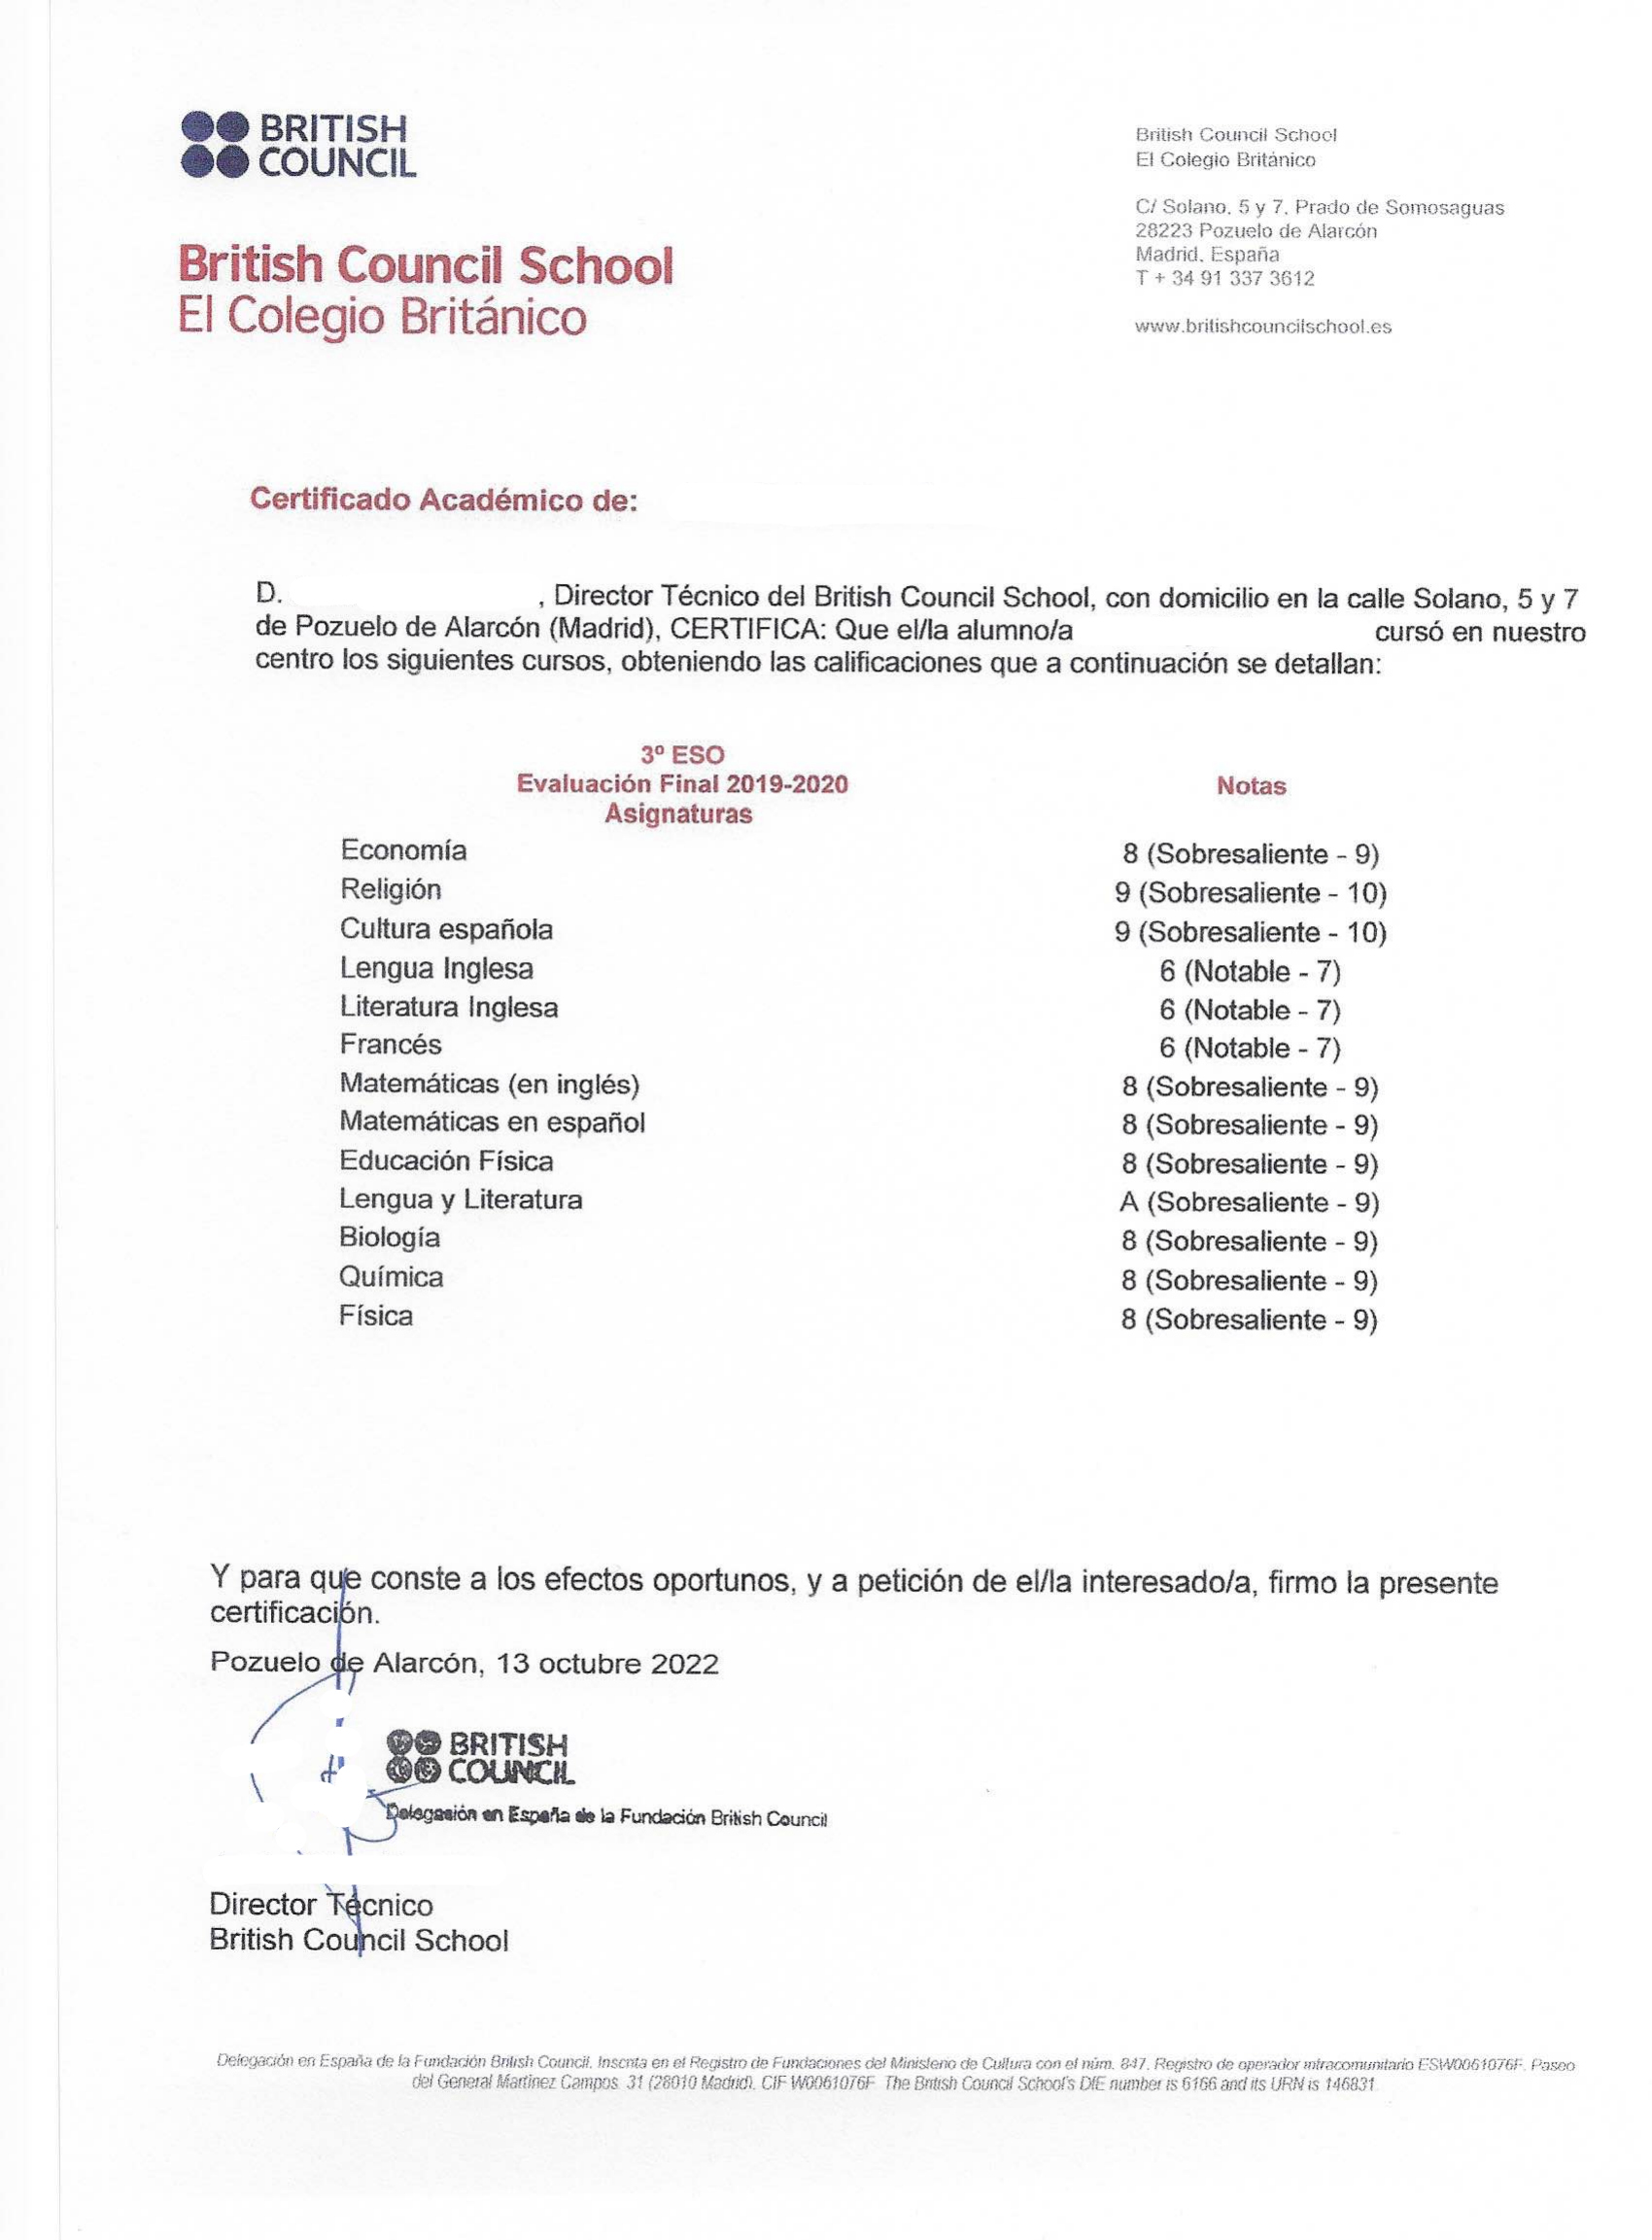 BRITISH
COUNCIL
British Council School
El Colegio Británico
British Council School
El Colegio Británico
C/ Solano, 5 y 7, Prado de Somosaguas
28223 Pozuelo de Alarcón
Madrid, España
T + 34 91 337 3612
www.britishcouncilschool.es
Certificado Académico de:
D. , Director Técnico del British Council School, con domicilio en la calle Solano, 5 y 7
de Pozuelo de Alarcón (Madrid), CERTIFICA: Que el/la alumno/a cursó en nuestro
centro los siguientes cursos, obteniendo las calificaciones que a continuación se detallan:
3º ESO
Evaluación Final 2019-2020 Notas
Asignaturas
Economía 8 (Sobresaliente - 9)
Religión 9 (Sobresaliente - 10)
Cultura española 9 (Sobresaliente - 10)
Lengua Inglesa 6 (Notable - 7)
Literatura Inglesa 6 (Notable - 7)
Francés 6 (Notable - 7)
Matemáticas (en inglés) 8 (Sobresaliente - 9)
Matemáticas en español 8 (Sobresaliente - 9)
Educación Física 8 (Sobresaliente - 9)
Lengua y Literatura A (Sobresaliente - 9)
Biología 8 (Sobresaliente - 9)
Química 8 (Sobresaliente - 9)
Física 8 (Sobresaliente - 9)
Y para que conste a los efectos oportunos, y a petición de el/la interesado/a, firmo la presente
certificación.
Pozuelo de Alarcón, 13 octubre 2022
BRITISH
COUNCIL
Delegación en España de la Fundación British Council
Director Técnico
British Council School
Delegación en España de la Fundación British Council. Inscrita en el Registro de Fundaciones del Ministerio de Cultura con el núm. 847. Registro de operador intracomunitario ESW0061076F. Paseo
del General Martínez Campos 31 (28010 Madrid). CIF W0061076F The British Council School's DfE number is 6166 and its URN is 146831